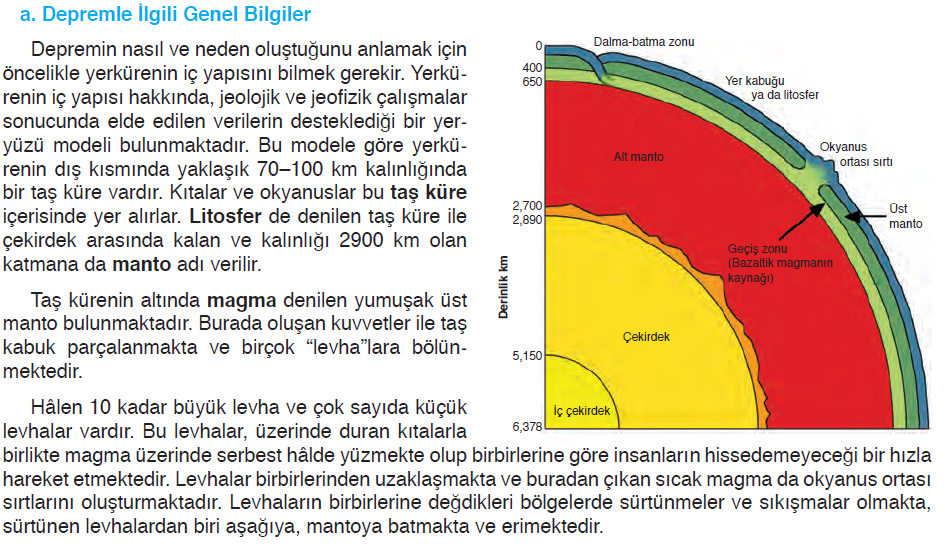 a. Depremle İlgili Genel Bilgiler
Depremin nasıl ve neden oluştuğunu anlamak için
öncelikle yerkürenin iç yapısını bilmek gerekir. Yerkü-
renin iç yapısı hakkında, jeolojik ve jeofizik çalışmalar
sonucunda elde edilen verilerin desteklediği bir yer-
yüzü modeli bulunmaktadır. Bu modele göre yerkü-
renin dış kısmında yaklaşık 70–100 km kalınlığında
bir taş küre vardır. Kıtalar ve okyanuslar bu taş küre
içerisinde yer alırlar. Litosfer de denilen taş küre ile
çekirdek arasında kalan ve kalınlığı 2900 km olan
katmana da manto adı verilir.
Taş kürenin altında magma denilen yumuşak üst
manto bulunmaktadır. Burada oluşan kuvvetler ile taş
kabuk parçalanmakta ve birçok “levha”lara bölün-
mektedir.
Hâlen 10 kadar büyük levha ve çok sayıda küçük
levhalar vardır. Bu levhalar, üzerinde duran kıtalarla
birlikte magma üzerinde serbest hâlde yüzmekte olup birbirlerine göre insanların hissedemeyeceği bir hızla
hareket etmektedir. Levhalar birbirlerinden uzaklaşmakta ve buradan çıkan sıcak magma da okyanus ortası
sırtlarını oluşturmaktadır. Levhaların birbirlerine değdikleri bölgelerde sürtünmeler ve sıkışmalar olmakta,
sürtünen levhalardan biri aşağıya, mantoya batmakta ve erimektedir.
Dalma-batma zonu
0
400
650
Yer kabuğu
ya da litosfer
Okyanus
ortası sırtı
Alt manto
2,700
2,890
Üst
manto
Geçiş zonu
(Bazaltik magmanın
kaynağı)
Derinlik km
Çekirdek
5,150
İç çekirdek
6,378